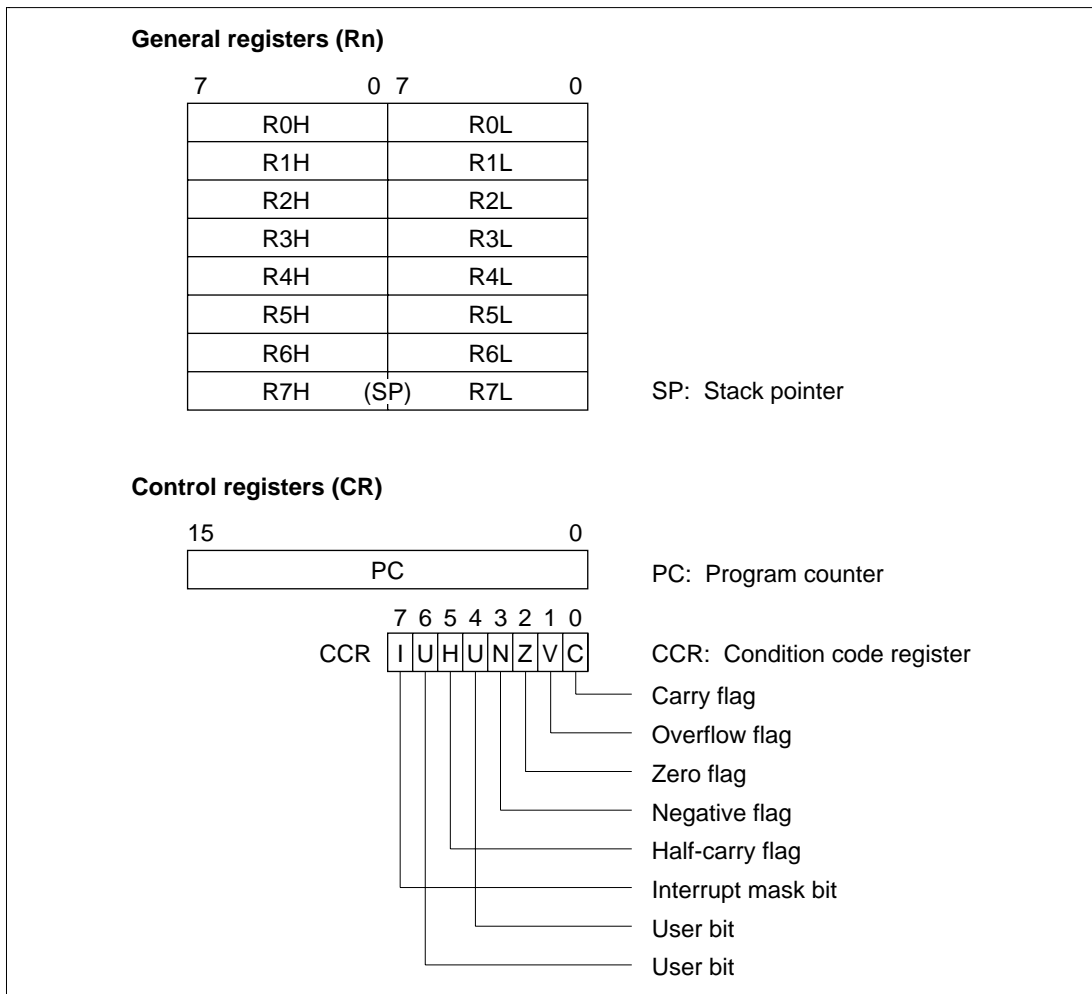 General registers (Rn)
7 0 7 0
R0H R0L
R1H R1L
R2H R2L
R3H R3L
R4H R4L
R5H R5L
R6H R6L
R7H (SP) R7L SP: Stack pointer
Control registers (CR)
15 0
PC PC: Program counter
7 6 5 4 3 2 1 0
CCR I U H U N Z V C CCR: Condition code register
Carry flag
Overflow flag
Zero flag
Negative flag
Half-carry flag
Interrupt mask bit
User bit
User bit